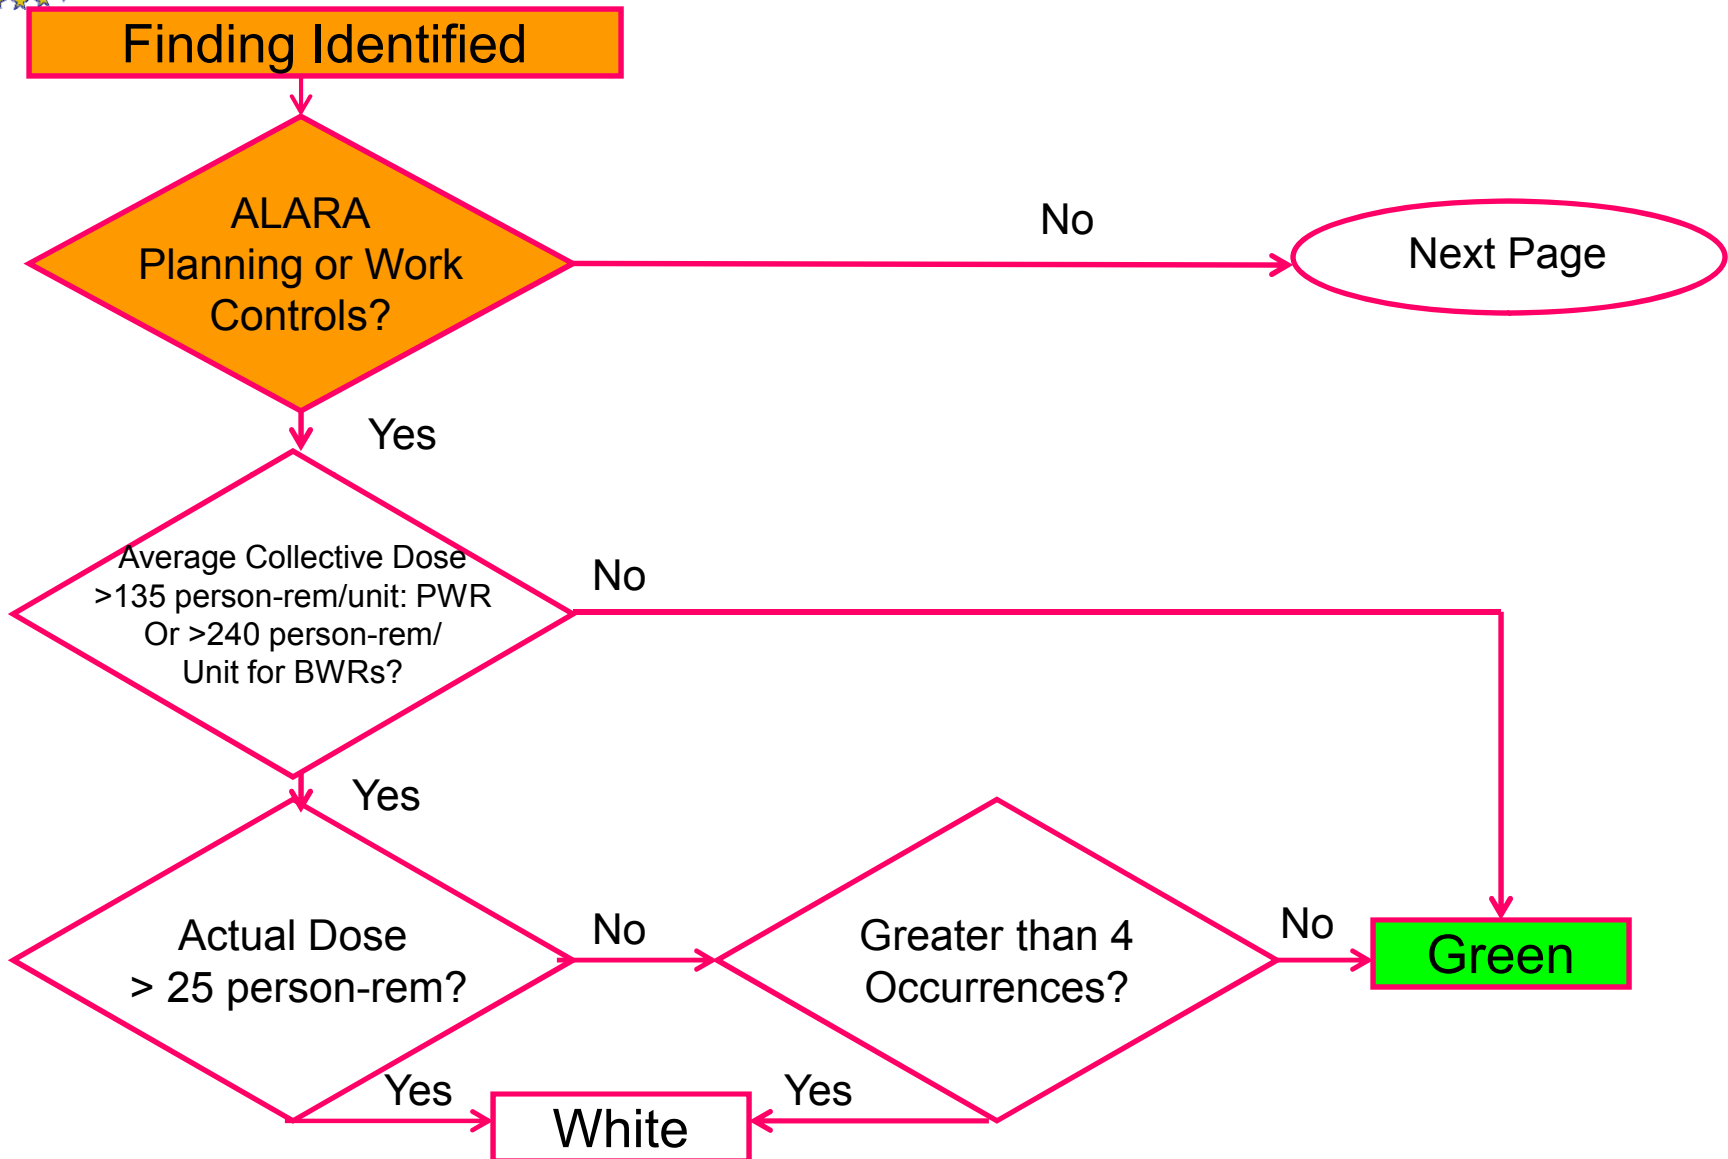 Finding Identified
ALARA
Planning or Work
Controls?
No
Next Page
Yes
Average Collective Dose
>135 person-rem/unit: PWR
Or >240 person-rem/
Unit for BWRs?
No
Yes
Actual Dose
> 25 person-rem?
No
Greater than 4
Occurrences?
No
Green
Yes
White
Yes